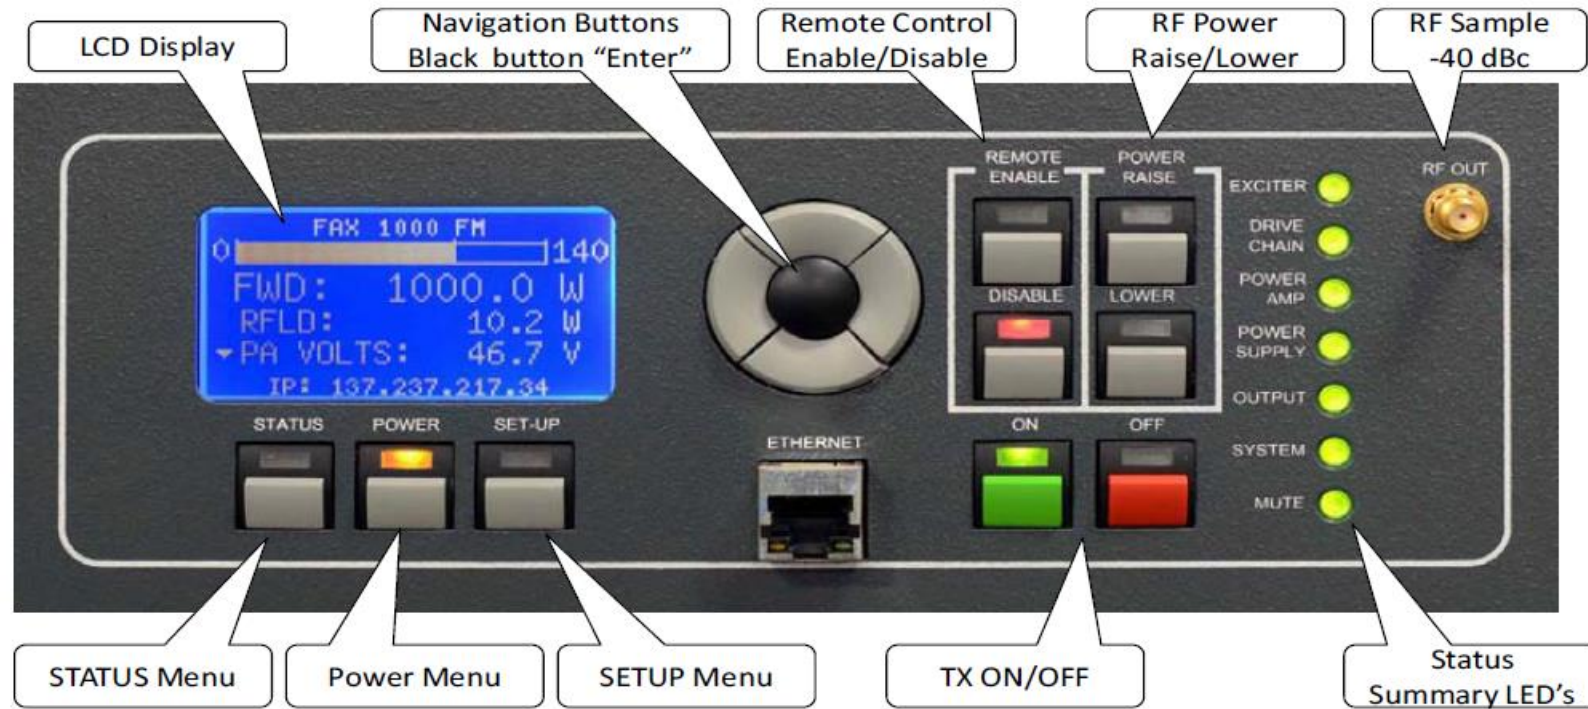 LCD Display
Navigation Buttons
Black button “Enter”
Remote Control
Enable/Disable
RF Power
Raise/Lower
RF Sample
-40 dBc
FAX 1000 FM
0 140
FWD: 1000.0 W
RFLD: 10.2 W
PA VOLTS: 46.7 V
IP: 137.237.217.34
STATUS
POWER
SET-UP
ETHERNET
REMOTE
ENABLE
POWER
RAISE
DISABLE
LOWER
ON
OFF
EXCITER
DRIVE
CHAIN
POWER
AMP
POWER
SUPPLY
OUTPUT
SYSTEM
MUTE
RF OUT
STATUS Menu
Power Menu
SETUP Menu
TX ON/OFF
Status
Summary LED’s